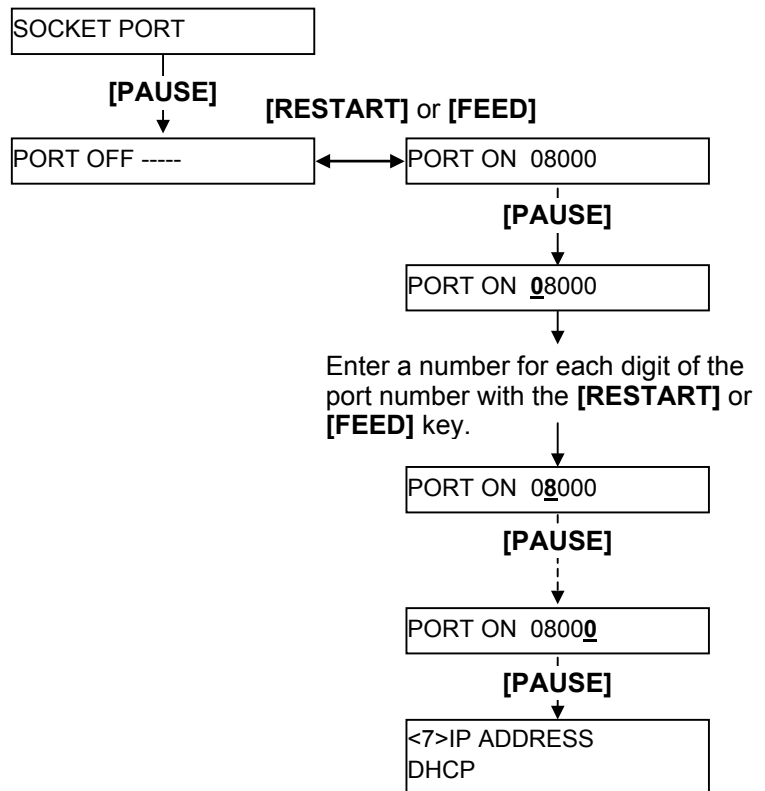 SOCKET PORT
[PAUSE]
[RESTART] or [FEED]
PORT OFF -----
PORT ON 08000
[PAUSE]
PORT ON 08000
Enter a number for each digit of the
port number with the [RESTART] or
[FEED] key.
PORT ON 08000
[PAUSE]
PORT ON 08000
[PAUSE]
<7>IP ADDRESS
DHCP